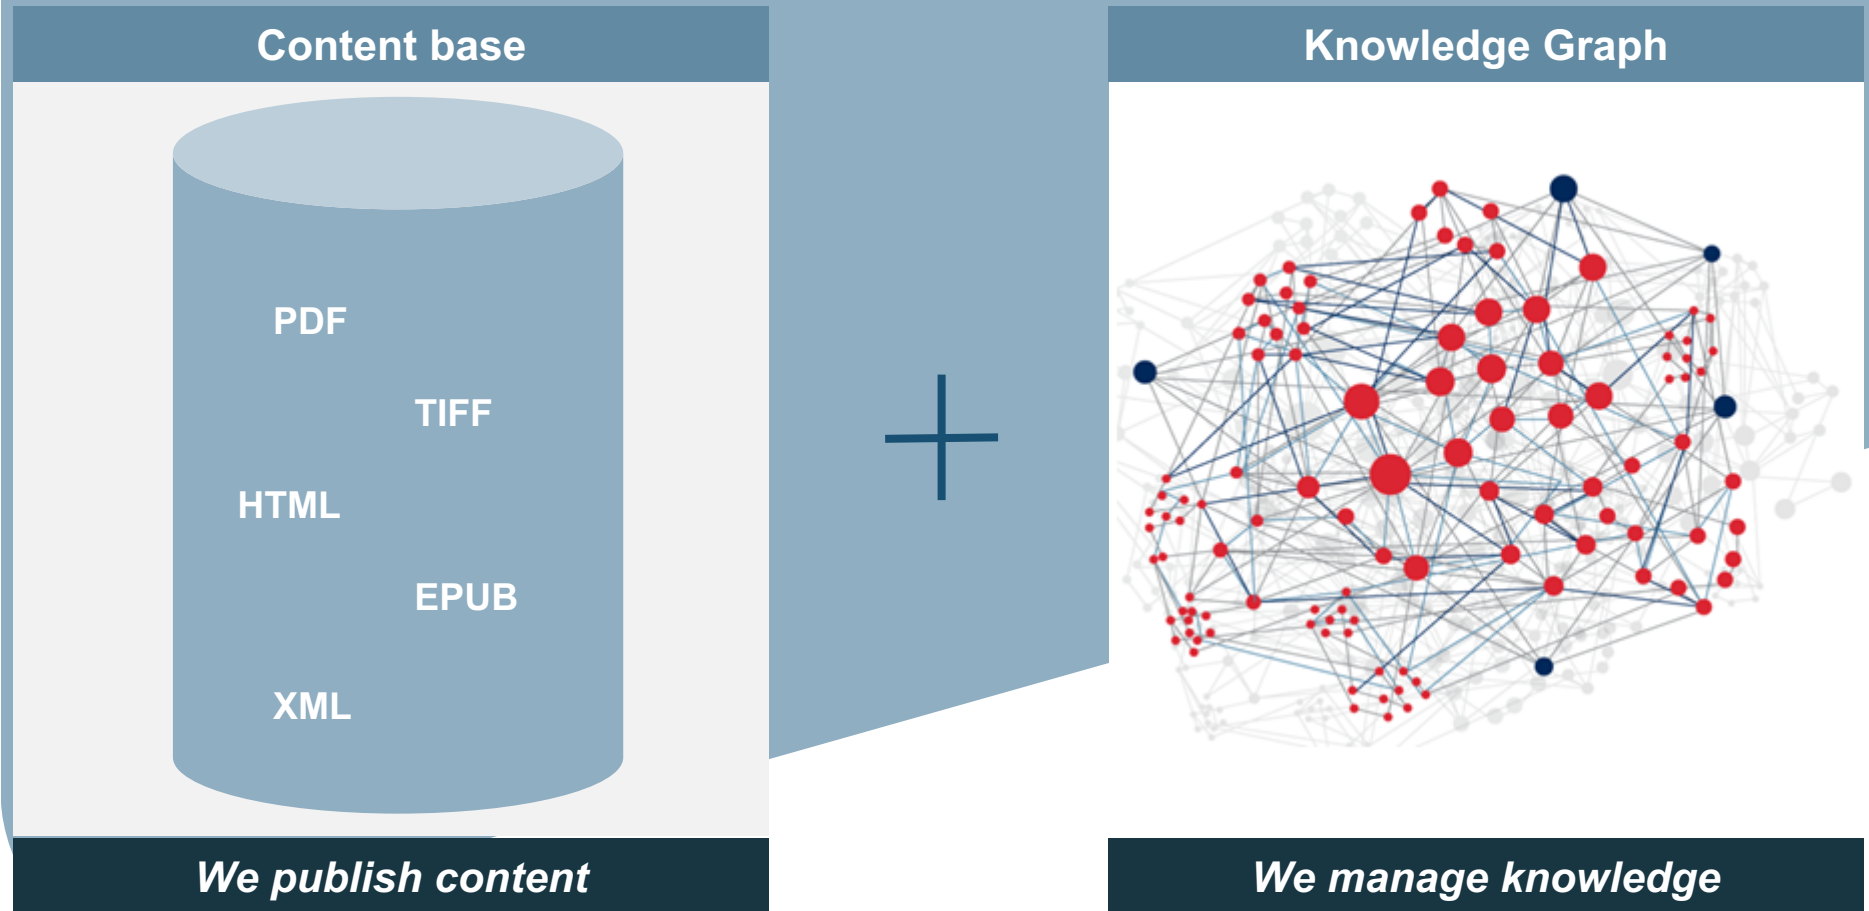 Content base
PDF
TIFF
HTML
EPUB
XML
We publish content
Knowledge Graph
We manage knowledge